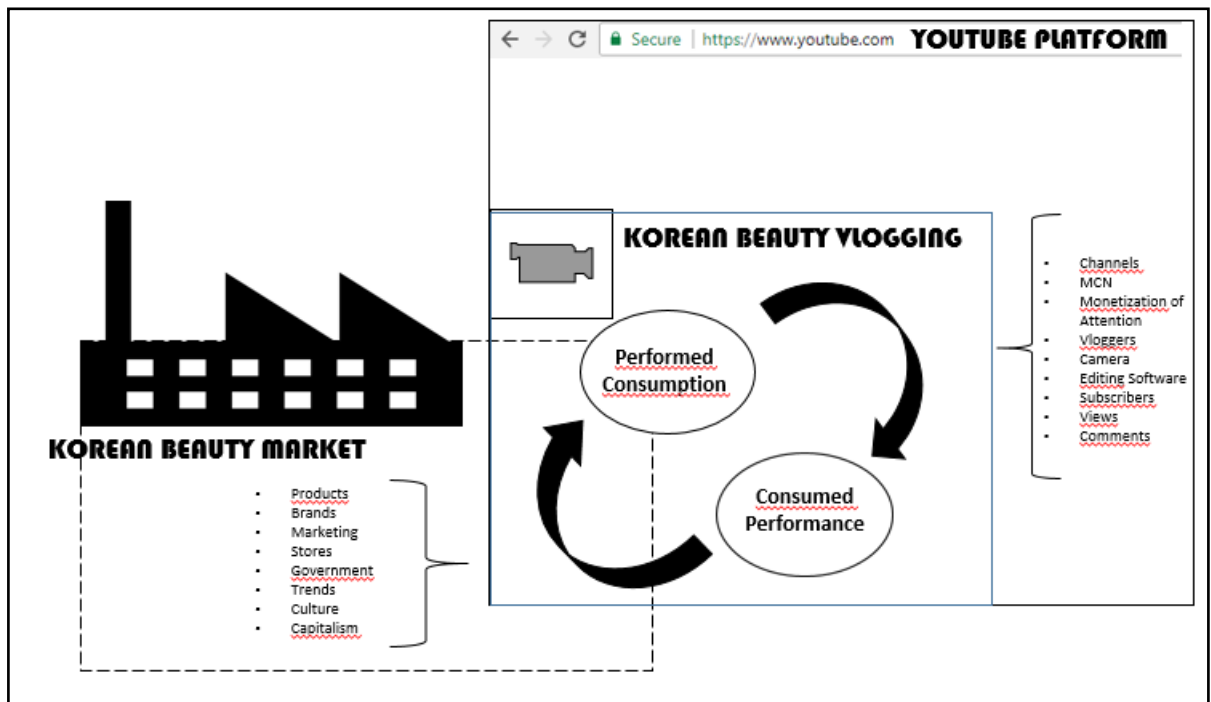 Secure | https://www.youtube.com YOUTUBE PLATFORM
KOREAN BEAUTY VLOGGING
Performed
Consumption
Consumed
Performance
▪ Channels
▪ MCN
▪ Monetization of
Attention
▪ Vloggers
▪ Camera
▪ Editing Software
▪ Subscribers
▪ Views
▪ Comments
KOREAN BEAUTY MARKET
▪ Products
▪ Brands
▪ Marketing
▪ Stores
▪ Government
▪ Trends
▪ Culture
▪ Capitalism